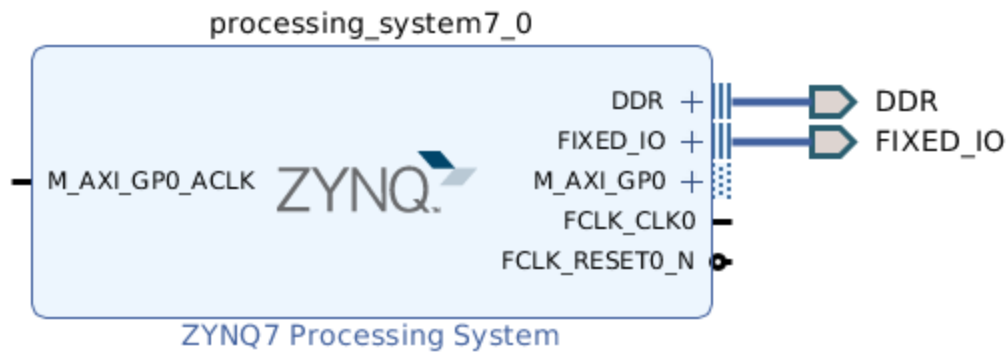 processing_system7_0
DDR
DDR
FIXED_IO
FIXED_IO
M_AXI_GP0_ACLK
ZYNQ
M_AXI_GP0
FCLK_CLK0
FCLK_RESET0_N
ZYNQ7 Processing System